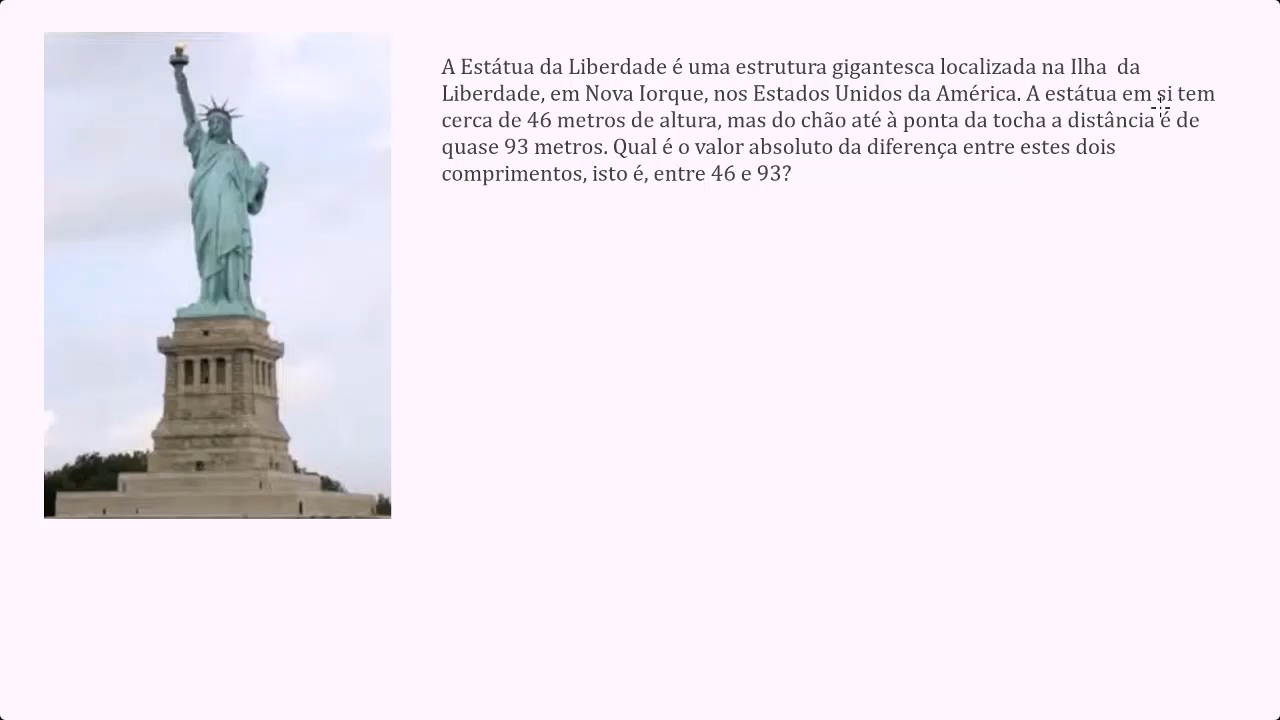 A Estátua da Liberdade é uma estrutura gigantesca localizada na Ilha  da
Liberdade, em Nova Iorque, nos Estados Unidos da América. A estátua em si tem
cerca de 46 metros de altura, mas do chão até à ponta da tocha a distância é de
quase 93 metros. Qual é o valor absoluto da diferença entre estes dois
comprimentos, isto é, entre 46 e 93?